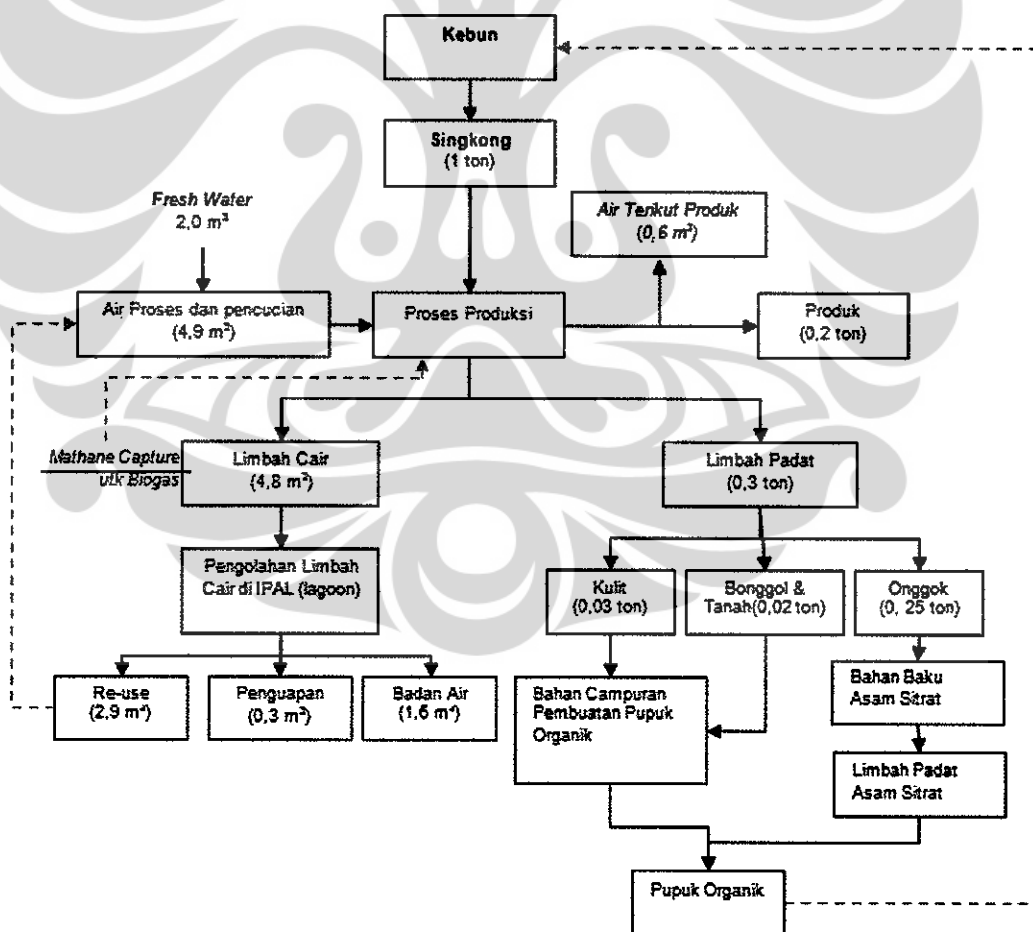 Kebun
Singkong
(1 ton)
Fresh Water
2,0 m³
Air Terikut Produk
(0,6 m³)
Air Proses dan pencucian
(4,9 m³)
Proses Produksi
Produk
(0,2 ton)
Mathane Capture
utk Biogas
Limbah Cair
(4,8 m³)
Limbah Padat
(0,3 ton)
Pengolahan Limbah
Cair di IPAL (lagoon)
Kulit
(0,03 ton)
Bonggol &
Tanah(0,02 ton)
Onggok
(0, 25 ton)
Re-use
(2,9 m³)
Penguapan
(0,3 m³)
Badan Air
(1,6 m³)
Bahan Campuran
Pembuatan Pupuk
Organik
Bahan Baku
Asam Sitrat
Limbah Padat
Asam Sitrat
Pupuk Organik